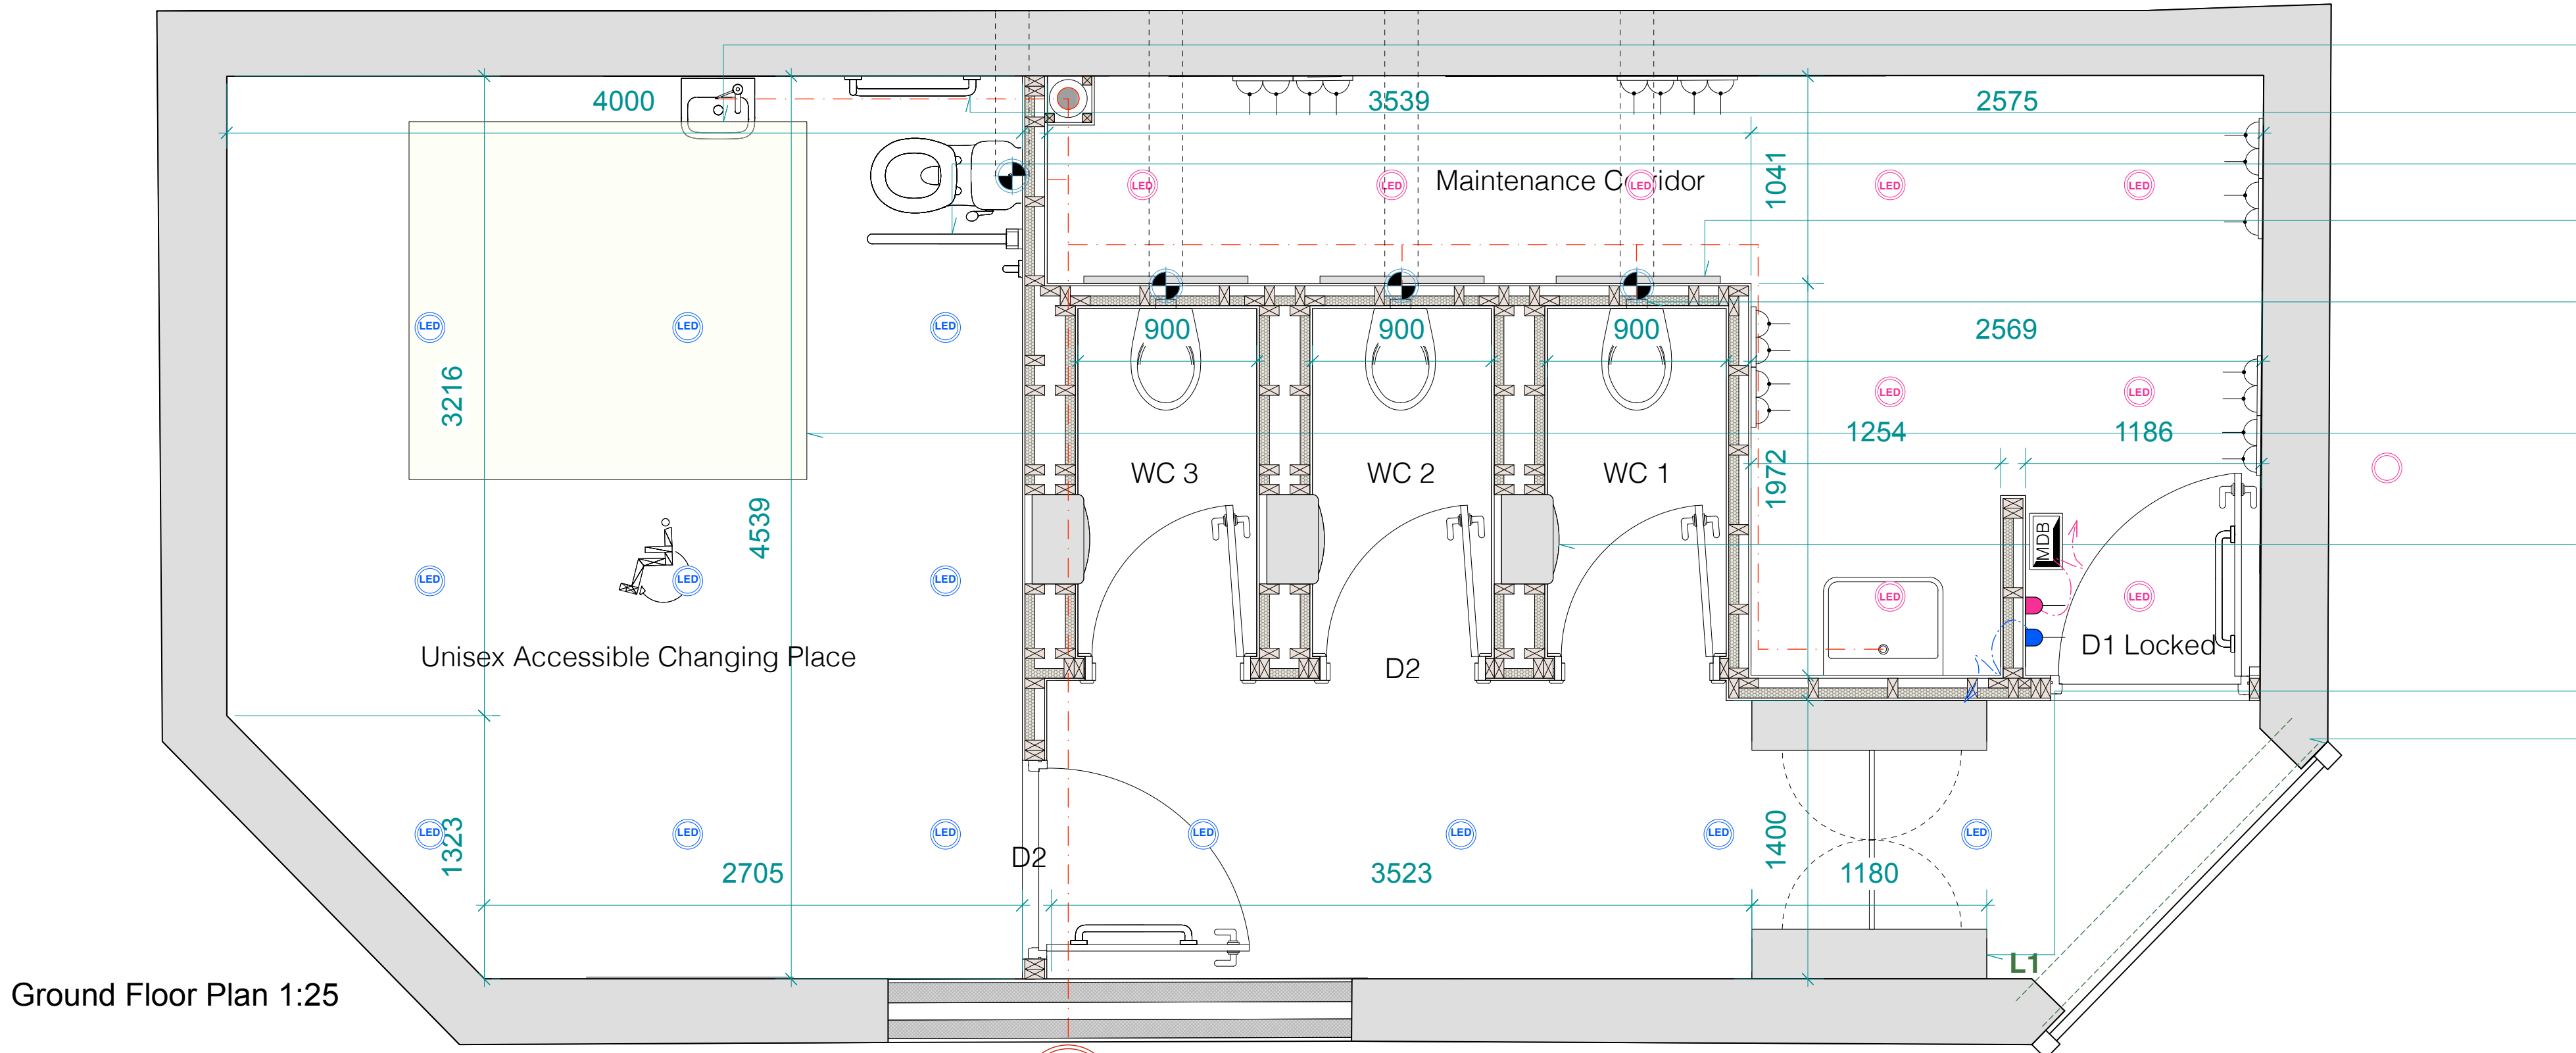 4000
3539
2575
LED
LED
Maintenance Corridor
LED
1041
LED
LED
LED
LED
LED
900
900
900
2569
3216
LED
LED
1254
1186
WC 3
WC 2
WC 1
1972
4539
MDB
LED
LED
LED
LED
LED
Unisex Accessible Changing Place
D2
D1 Locked
LED
1323
LED
LED
LED
LED
LED
LED
1400
D2
2705
3523
1180
L1
Ground Floor Plan 1:25